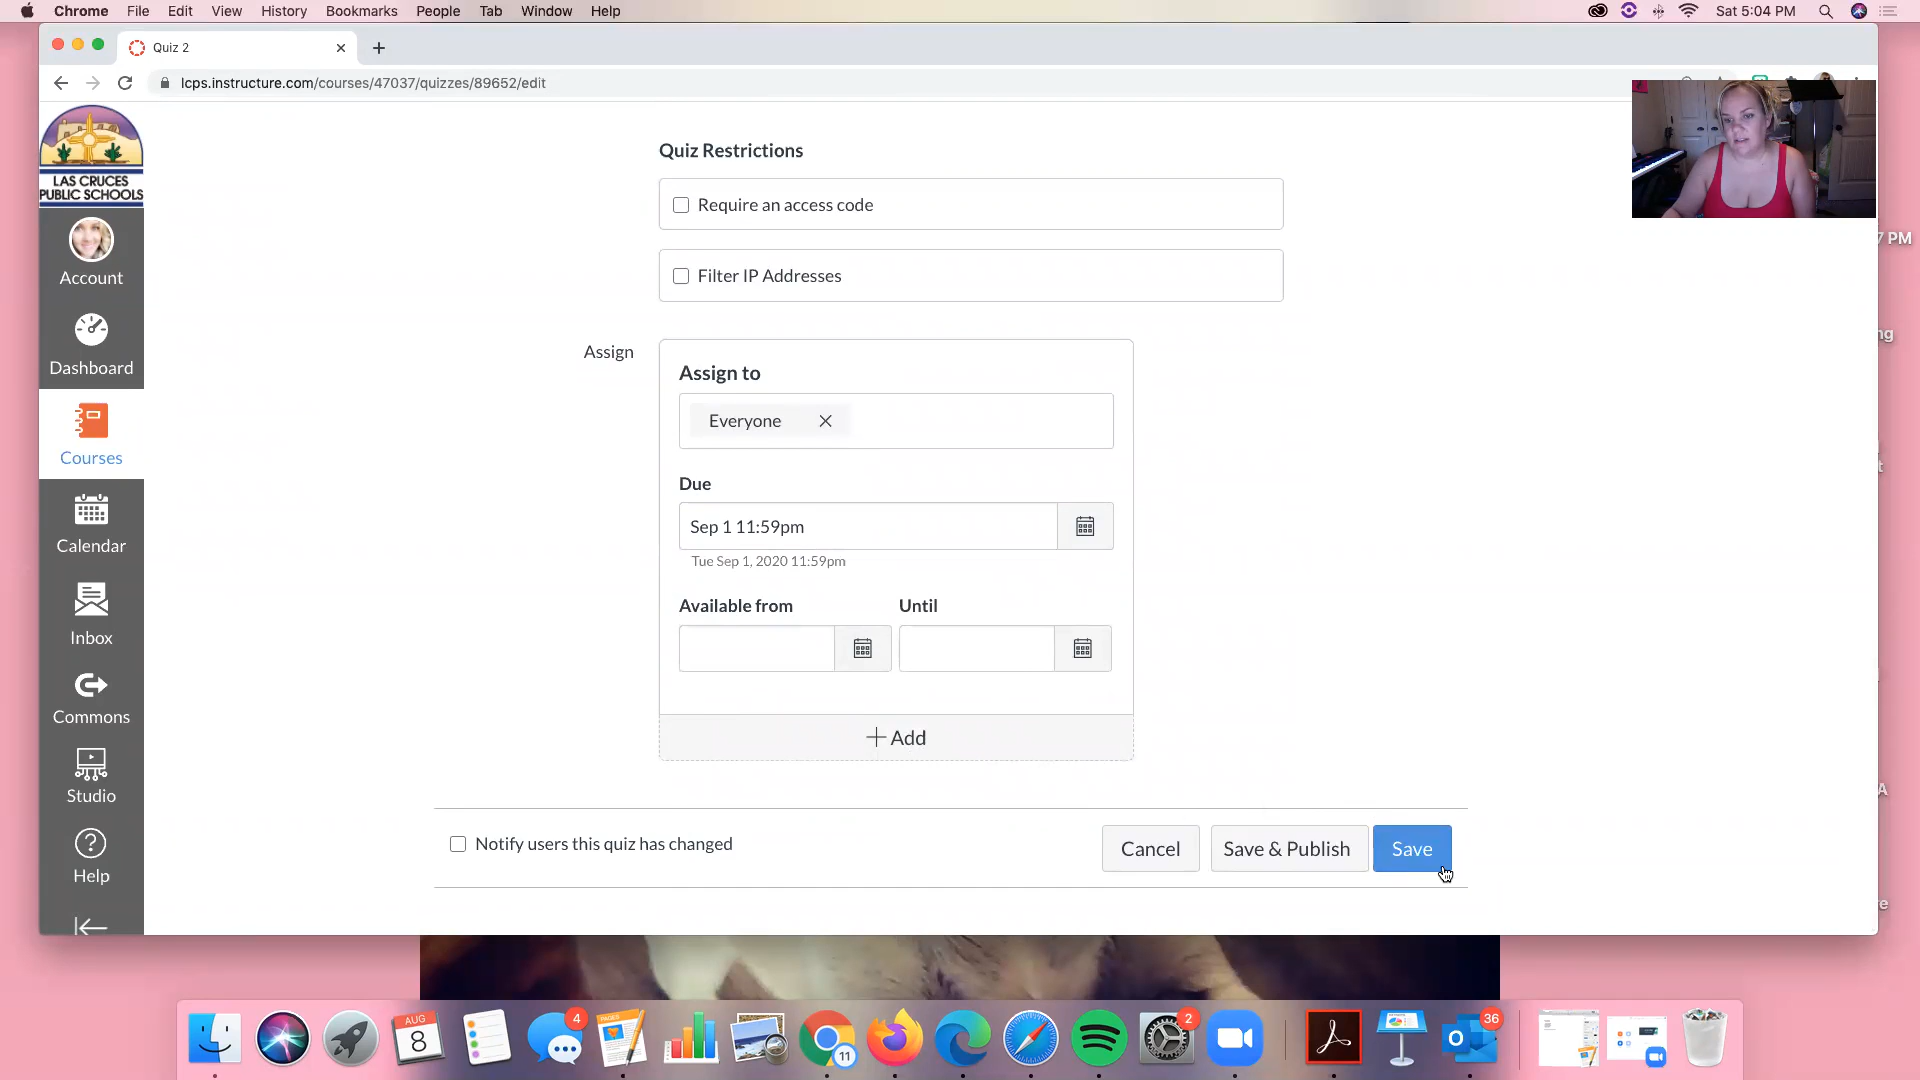 Chrome File Edit View History Bookmarks People Tab Window Help
Sat 5:04 PM
Quiz 2
lcps.instructure.com/courses/47037/quizzes/89652/edit
LAS CRUCES
PUBLIC SCHOOLS
Account
Dashboard
Courses
Calendar
Inbox
Commons
Studio
Help
Quiz Restrictions
Require an access code
Filter IP Addresses
Assign
Assign to
Everyone
Due
Sep 1 11:59pm
Tue Sep 1, 2020 11:59pm
Available from
Until
Add
Notify users this quiz has changed
Cancel
Save & Publish
Save
7 PM
ng
t
A
e
AUG
8
4
11
2
36